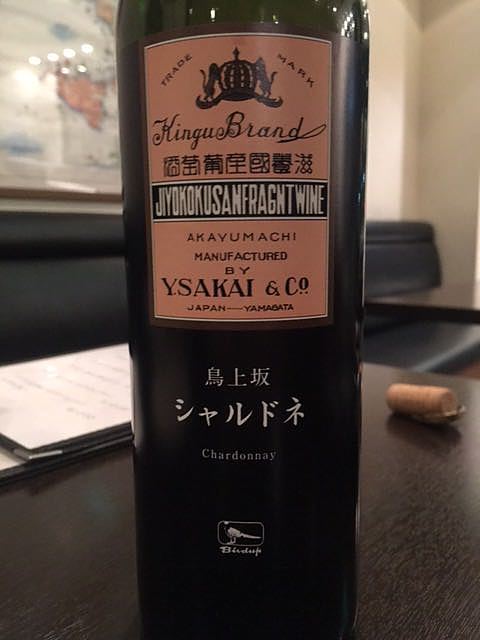 TRADE MARK
Kingu Brand
酒萄葡産國養滋
JIYOKOKUSANFRAGNTWINE
AKAYUMACHI
MANUFACTURED
BY
Y.SAKAI & Co.
JAPAN—YAMAGATA
鳥上坂
シャルドネ
Chardonnay
Birdup